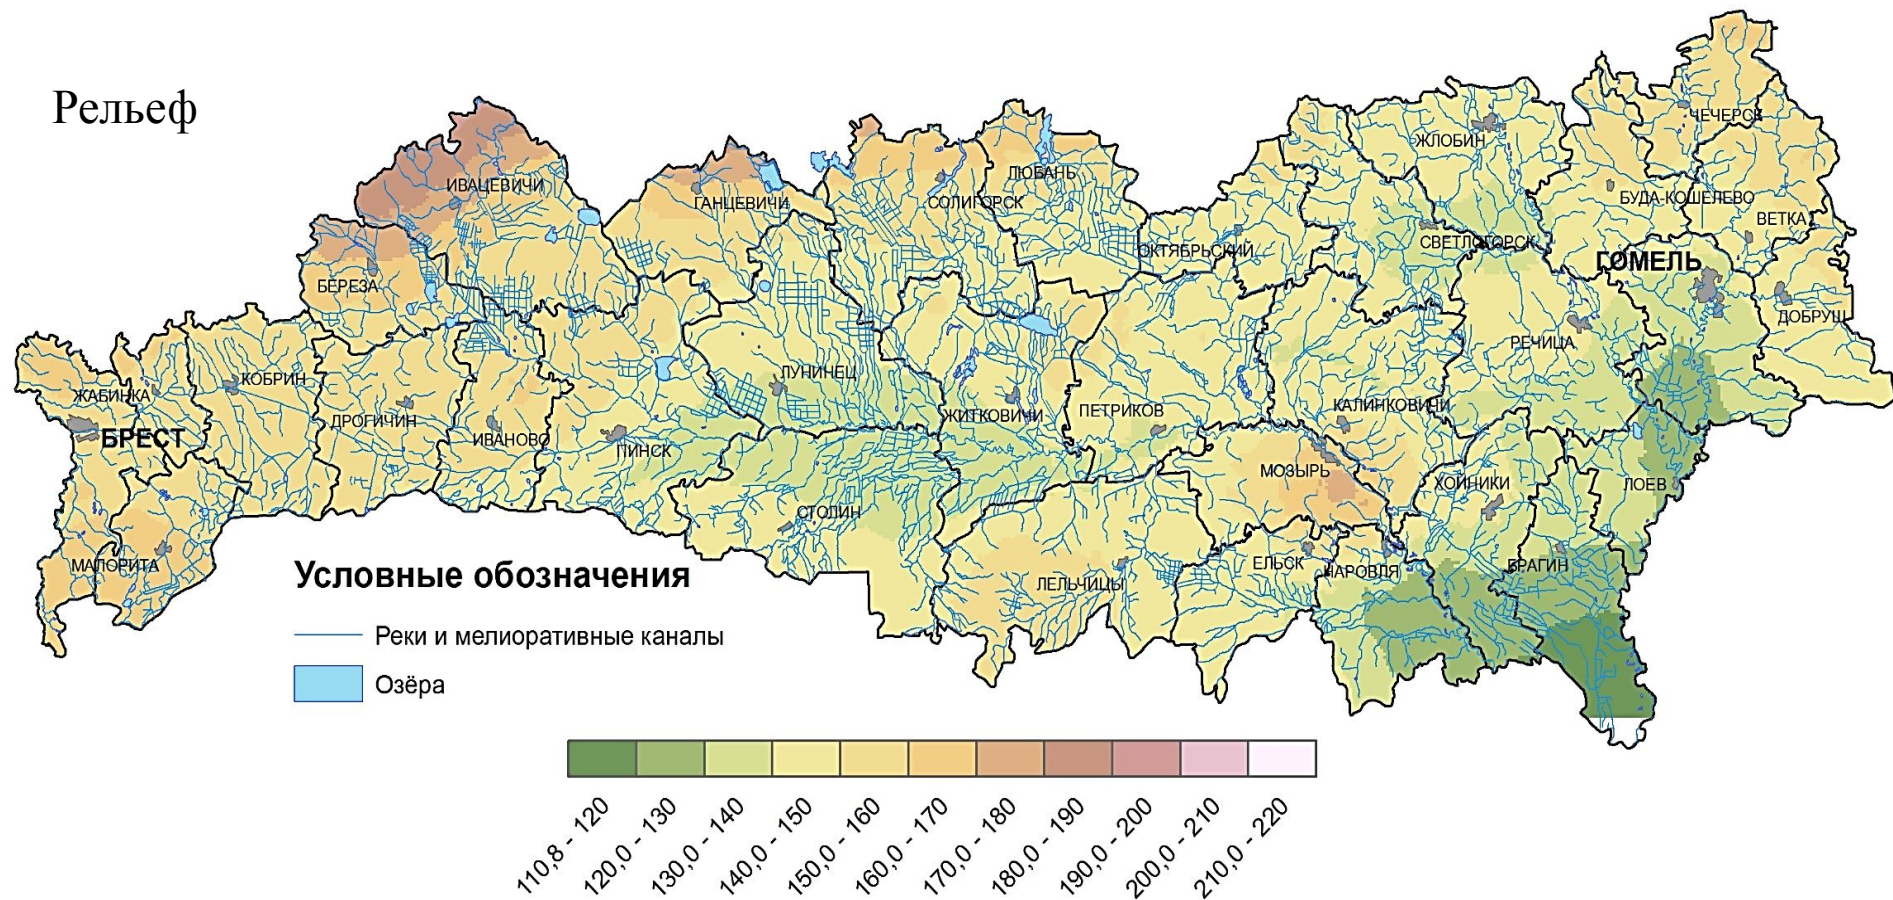 Рельеф
ЧЕЧЕРСК
ЖЛОБИН
ИВАЦЕВИЧИ
ГАНЦЕВИЧИ
СОЛИГОРСК
ЛЮБАНЬ
БУДА-КОШЕЛЕВО
ВЕТКА
ОКТЯБРЬСКИЙ
СВЕТЛОГОРСК
ГОМЕЛЬ
БЕРЕЗА
ДОБРУШ
РЕЧИЦА
ЖАБИНКА
КОБРИН
ЛУНИНЕЦ
ЖИТКОВИЧИ
ПЕТРИКОВ
КАЛИНКОВИЧИ
БРЕСТ
ДРОГИЧИН
ИВАНОВО
ПИНСК
МОЗЫРЬ
ХОЙНИКИ
ЛОЕВ
СТОЛИН
МАЛОРИТА
ЛЕЛЬЧИЦЫ
ЕЛЬСК
НАРОВЛЯ
БРАГИН
Условные обозначения
Реки и мелиоративные каналы
Озёра
110,8 - 120
120,0 - 130
130,0 - 140
140,0 - 150
150,0 - 160
160,0 - 170
170,0 - 180
180,0 - 190
190,0 - 200
200,0 - 210
210,0 - 220